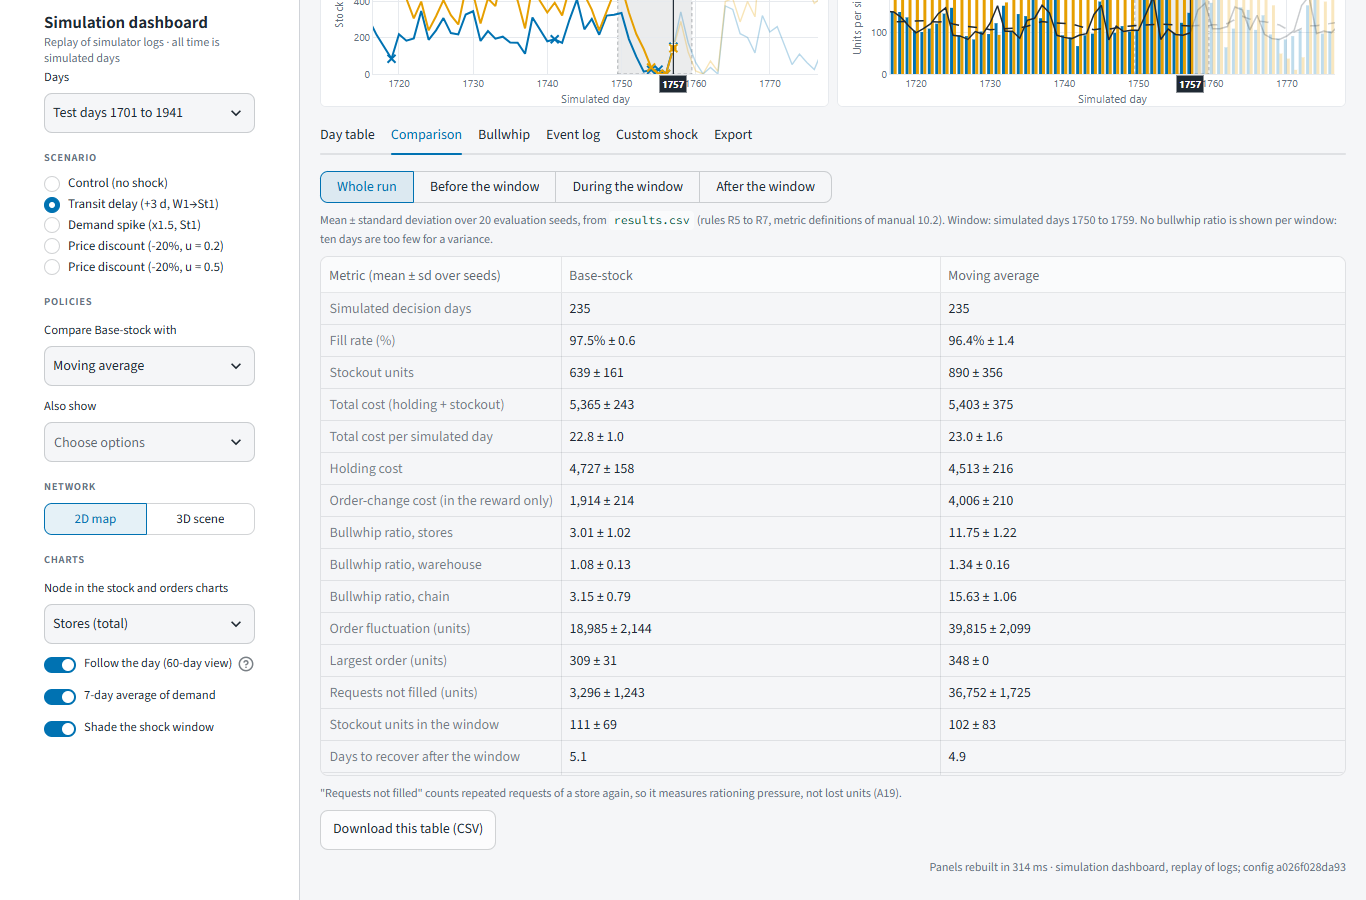 Simulation dashboard
Replay of simulator logs · all time is
simulated days
Days
Test days 1701 to 1941
SCENARIO
Control (no shock)
Transit delay (+3 d, W1→St1)
Demand spike (x1.5, St1)
Price discount (-20%, u = 0.2)
Price discount (-20%, u = 0.5)
POLICIES
Compare Base-stock with
Moving average
Also show
Choose options
NETWORK
2D map 3D scene
CHARTS
Node in the stock and orders charts
Stores (total)
Follow the day (60-day view)
7-day average of demand
Shade the shock window
Stock
400
200
0
1720 1730 1740 1750 1757 1760 1770
Simulated day
Units per si
100
0
1720 1730 1740 1750 1757 1760 1770
Simulated day
Day table Comparison Bullwhip Event log Custom shock Export
Whole run Before the window During the window After the window
Mean ± standard deviation over 20 evaluation seeds, from results.csv (rules R5 to R7, metric definitions of manual 10.2). Window: simulated days 1750 to 1759. No bullwhip ratio is shown per window:
ten days are too few for a variance.
Metric (mean ± sd over seeds) Base-stock Moving average
Simulated decision days 235 235
Fill rate (%) 97.5% ± 0.6 96.4% ± 1.4
Stockout units 639 ± 161 890 ± 356
Total cost (holding + stockout) 5,365 ± 243 5,403 ± 375
Total cost per simulated day 22.8 ± 1.0 23.0 ± 1.6
Holding cost 4,727 ± 158 4,513 ± 216
Order-change cost (in the reward only) 1,914 ± 214 4,006 ± 210
Bullwhip ratio, stores 3.01 ± 1.02 11.75 ± 1.22
Bullwhip ratio, warehouse 1.08 ± 0.13 1.34 ± 0.16
Bullwhip ratio, chain 3.15 ± 0.79 15.63 ± 1.06
Order fluctuation (units) 18,985 ± 2,144 39,815 ± 2,099
Largest order (units) 309 ± 31 348 ± 0
Requests not filled (units) 3,296 ± 1,243 36,752 ± 1,725
Stockout units in the window 111 ± 69 102 ± 83
Days to recover after the window 5.1 4.9
"Requests not filled" counts repeated requests of a store again, so it measures rationing pressure, not lost units (A19).
Download this table (CSV)
Panels rebuilt in 314 ms · simulation dashboard, replay of logs; config a026f028da93